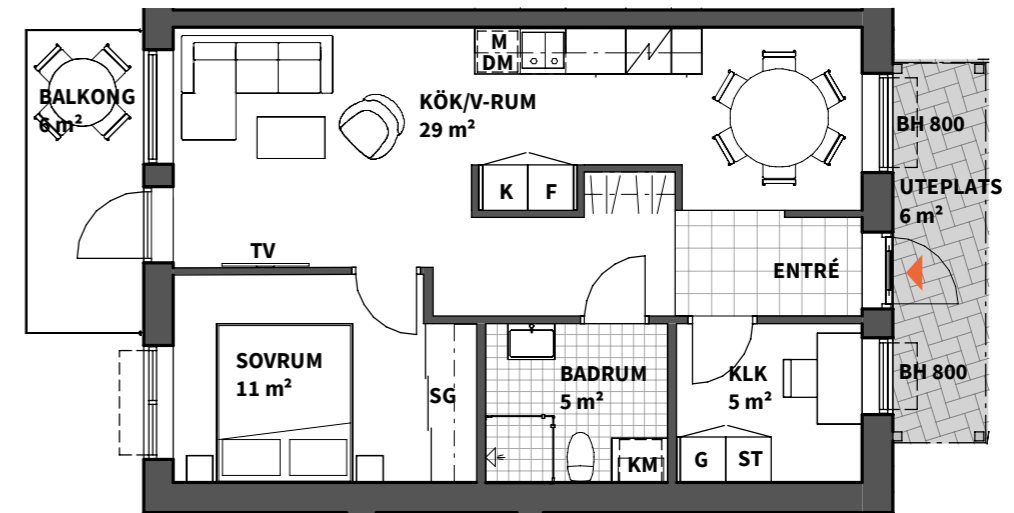 BALKONG
6 m²
M
DM
KÖK/V-RUM
29 m²
K F
BH 800
UTEPLATS
6 m²
TV
ENTRÉ
SOVRUM
11 m²
SG
BADRUM
5 m²
KM
KLK
5 m²
G ST
BH 800